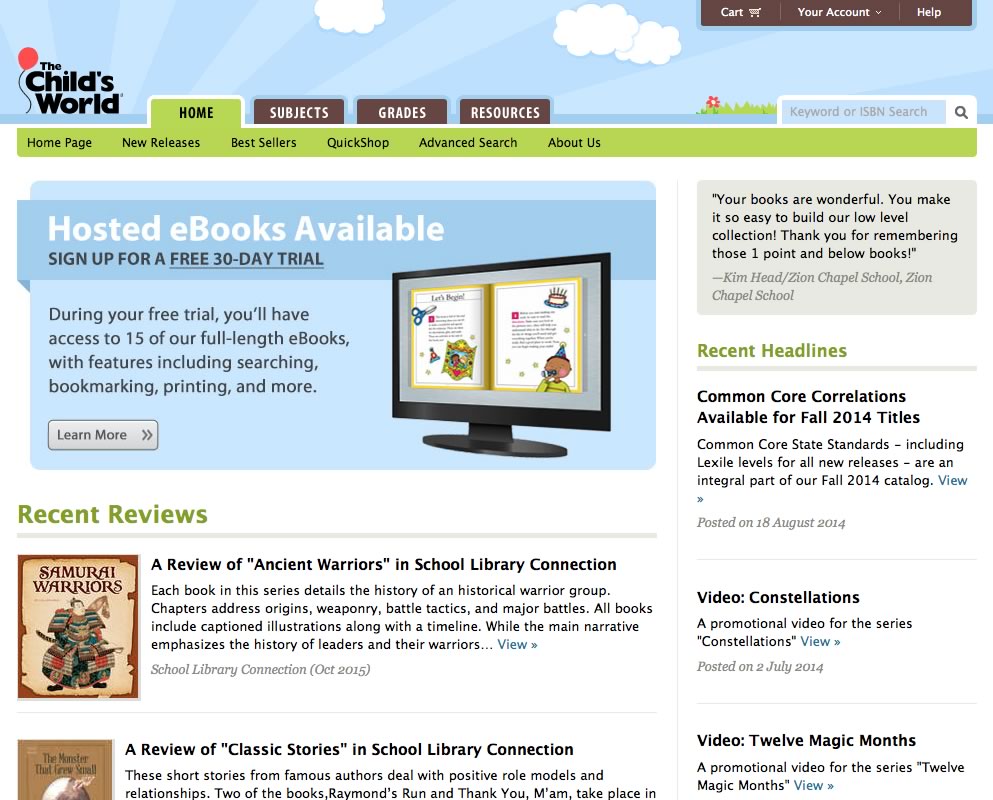 Cart
Your Account
Help
The
Child's
World
HOME
SUBJECTS
GRADES
RESOURCES
Keyword or ISBN Search
Home Page
New Releases
Best Sellers
QuickShop
Advanced Search
About Us
Hosted eBooks Available
SIGN UP FOR A FREE 30-DAY TRIAL
During your free trial, you'll have
access to 15 of our full-length eBooks,
with features including searching,
bookmarking, printing, and more.
Learn More »
Let's Begin!
"Your books are wonderful. You make
it so easy to build our low level
collection! Thank you for remembering
those 1 point and below books!"
—Kim Head/Zion Chapel School, Zion
Chapel School
Recent Headlines
Common Core Correlations
Available for Fall 2014 Titles
Common Core State Standards – including
Lexile levels for all new releases – are an
integral part of our Fall 2014 catalog. View
»
Posted on 18 August 2014
Video: Constellations
A promotional video for the series
"Constellations" View »
Posted on 2 July 2014
Video: Twelve Magic Months
A promotional video for the series "Twelve
Magic Months" View »
Recent Reviews
SAMURAI
WARRIORS
A Review of "Ancient Warriors" in School Library Connection
Each book in this series details the history of an historical warrior group.
Chapters address origins, weaponry, battle tactics, and major battles. All books
include captioned illustrations along with a timeline. While the main narrative
emphasizes the history of leaders and their warriors... View »
School Library Connection (Oct 2015)
The Monster
That Grew Small
A Review of "Classic Stories" in School Library Connection
These short stories from famous authors deal with positive role models and
relationships. Two of the books,Raymond's Run and Thank You, M'am, take place in